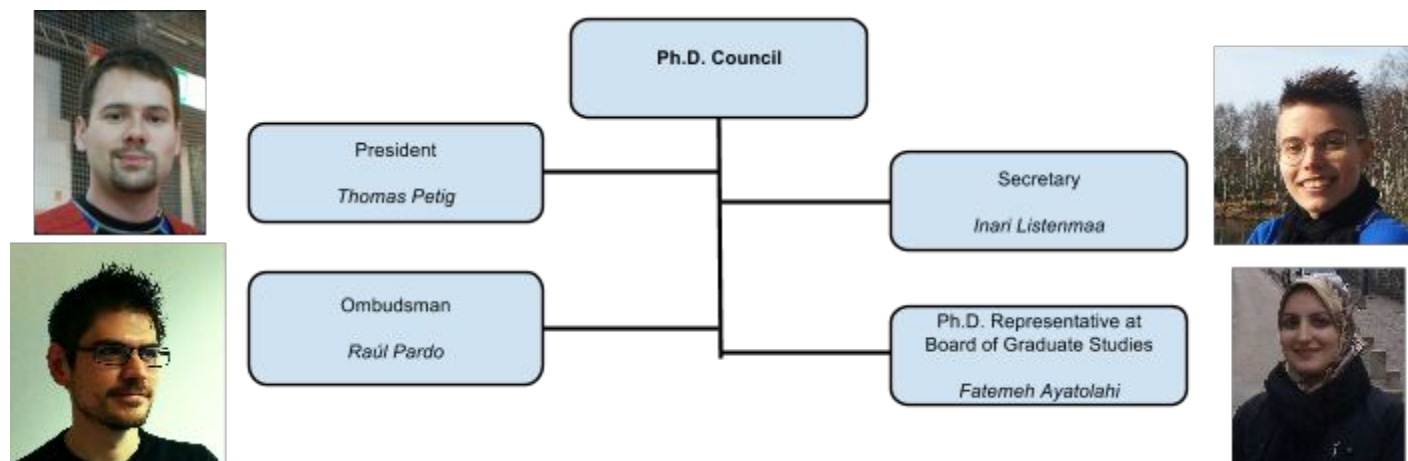 Ph.D. Council
President
Thomas Petig
Secretary
Inari Listenmaa
Ombudsman
Raúl Pardo
Ph.D. Representative at
Board of Graduate Studies
Fatemeh Ayatolahi